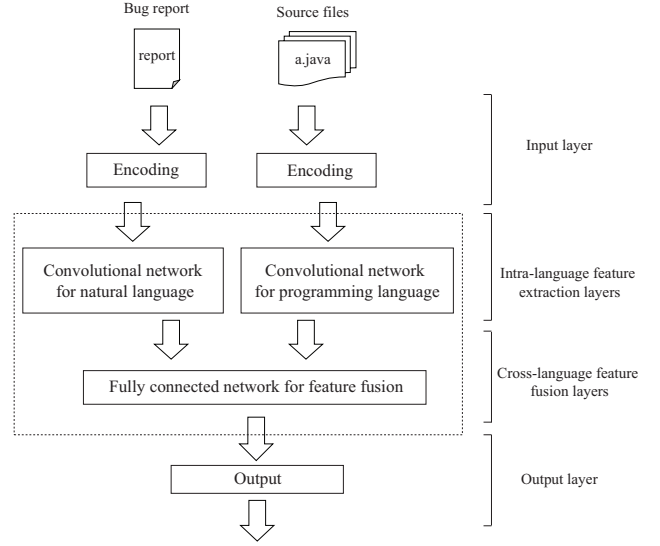 Bug report
Source files
report
a.java
Input layer
Encoding
Encoding
Convolutional network
for natural language
Convolutional network
for programming language
Intra-language feature
extraction layers
Cross-language feature
fusion layers
Fully connected network for feature fusion
Output
Output layer